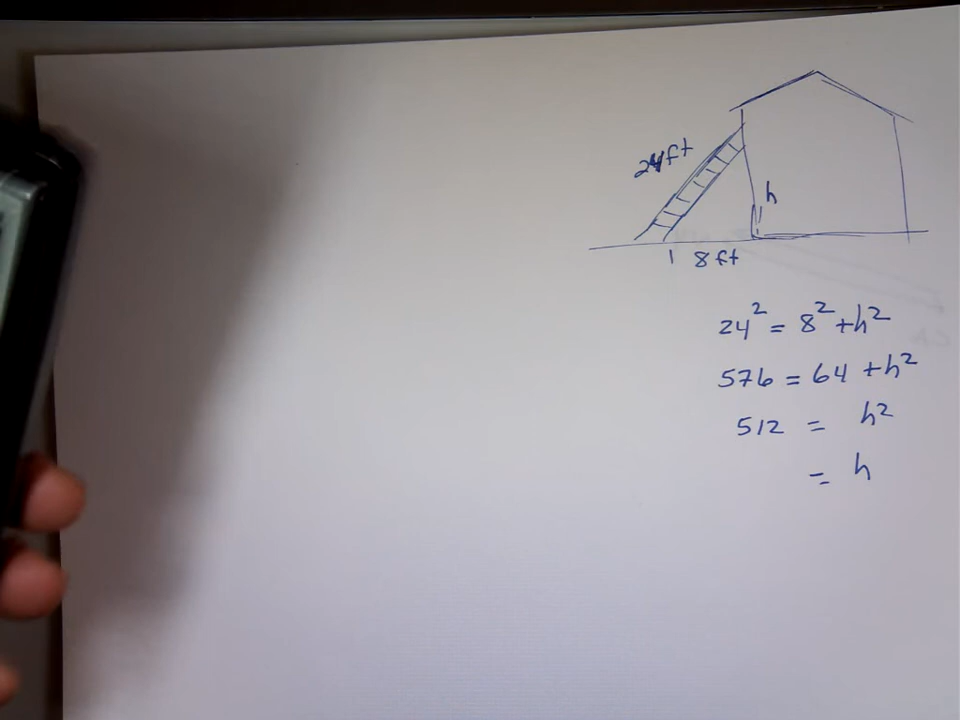 24ft
h
8ft
24² = 8² + h²
576 = 64 + h²
512 = h²
= h